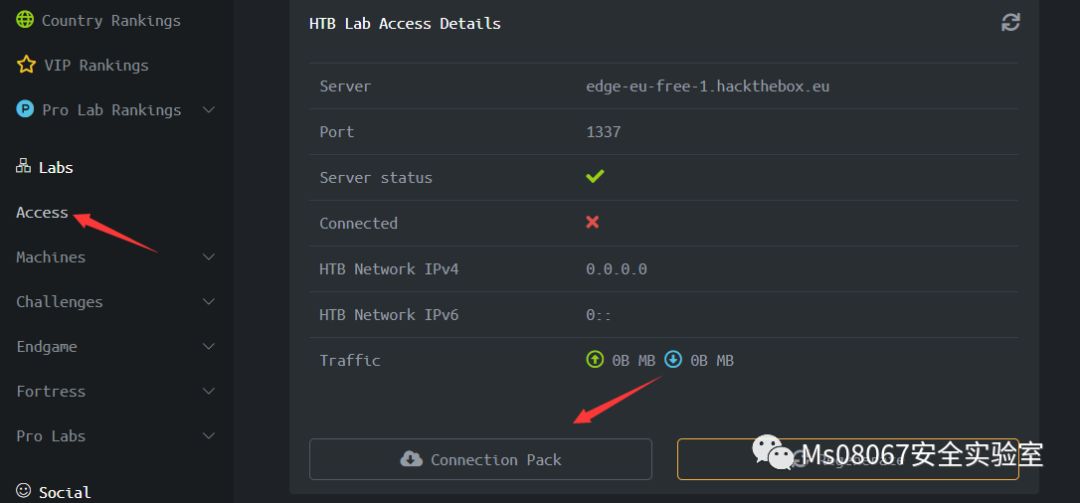 Country Rankings
VIP Rankings
Pro Lab Rankings
Labs
Access
Machines
Challenges
Endgame
Fortress
Pro Labs
Social
HTB Lab Access Details
Server edge-eu-free-1.hackthebox.eu
Port 1337
Server status
Connected
HTB Network IPv4 0.0.0.0
HTB Network IPv6 0::
Traffic 0B MB 0B MB
Connection Pack
Ms08067安全实验室